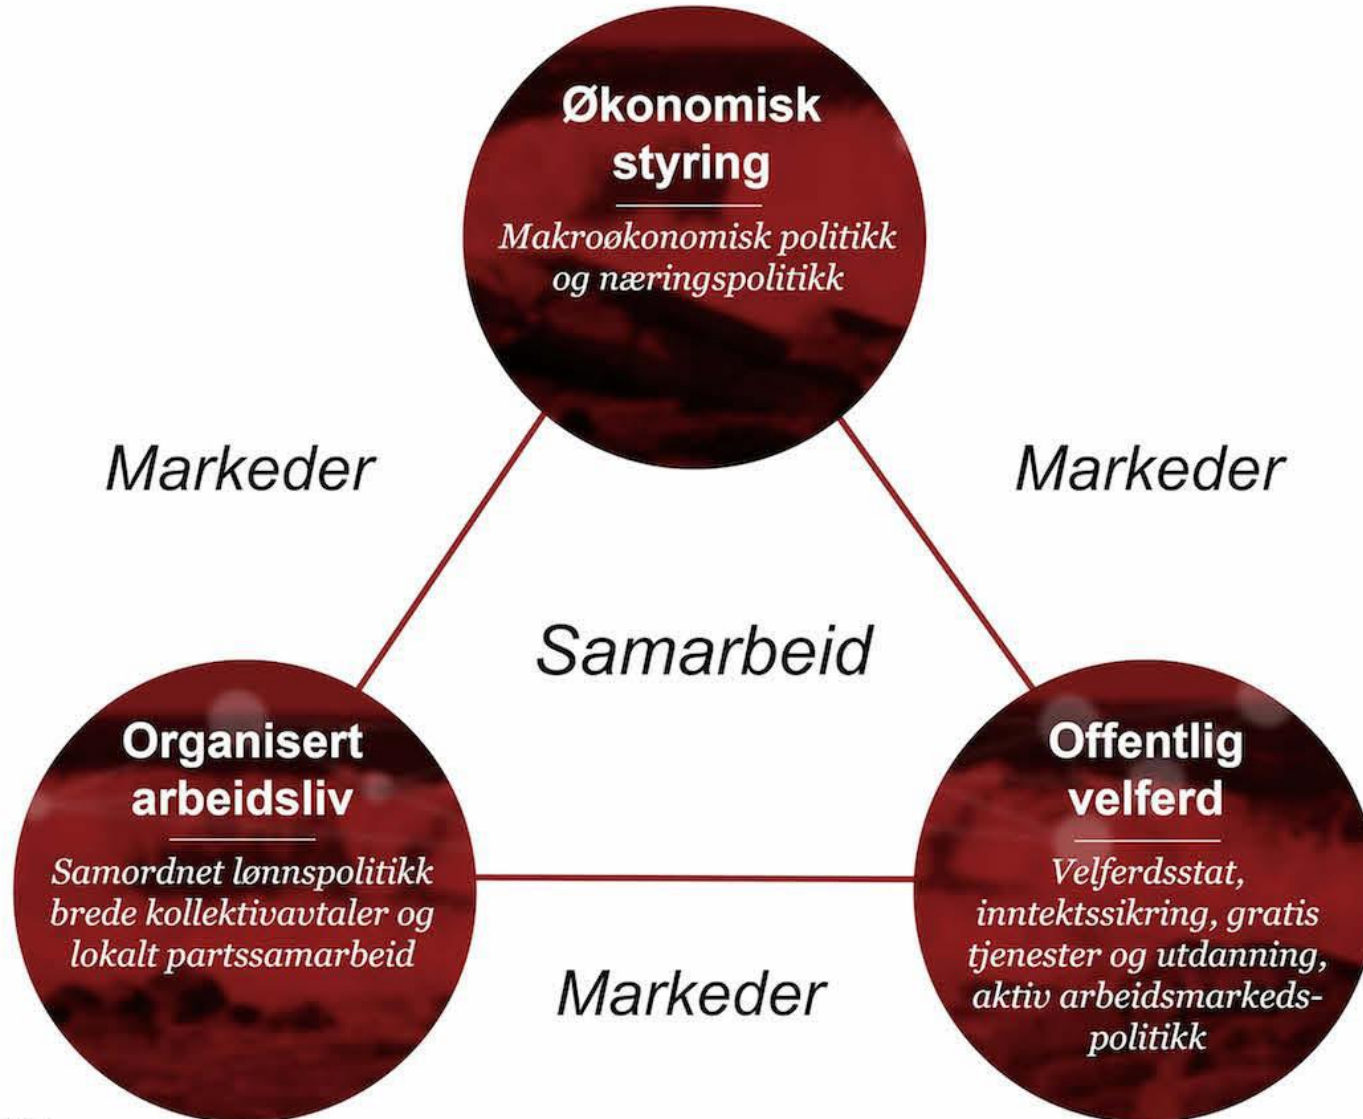 Økonomisk
styring
Makroøkonomisk politikk
og næringspolitikk
Markeder
Markeder
Samarbeid
Organisert
arbeidsliv
Samordnet lønnspolitikk
brede kollektivavtaler og
lokalt partssamarbeid
Offentlig
velferd
Velferdsstat,
inntektssikring, gratis
tjenester og utdanning,
aktiv arbeidsmarkeds-
politikk
Markeder